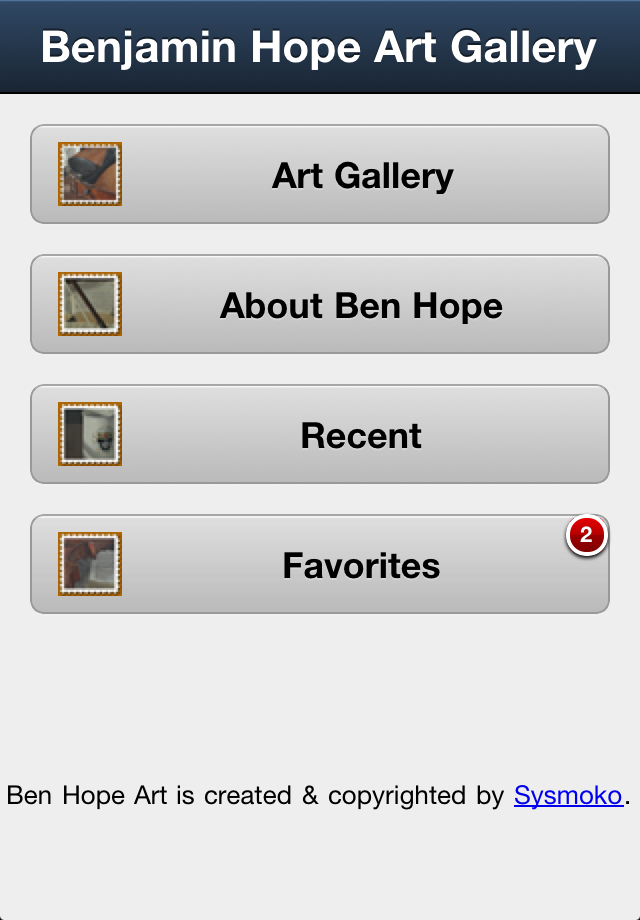 Benjamin Hope Art Gallery
Art Gallery
About Ben Hope
Recent
2
Favorites
Ben Hope Art is created & copyrighted by Sysmoko.